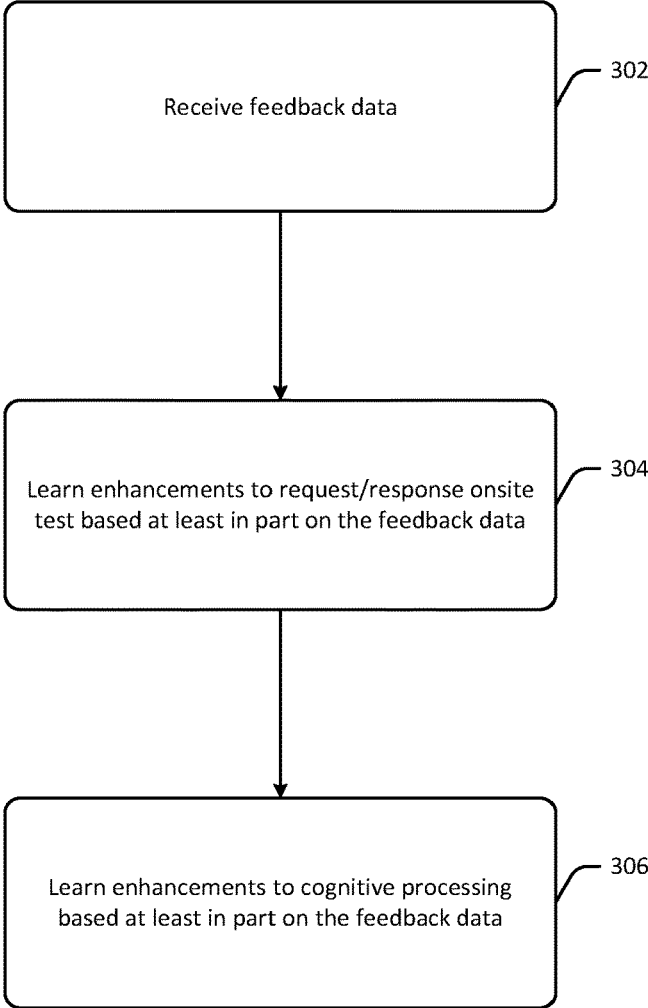 Receive feedback data
302
Learn enhancements to request/response onsite
test based at least in part on the feedback data
304
Learn enhancements to cognitive processing
based at least in part on the feedback data
306